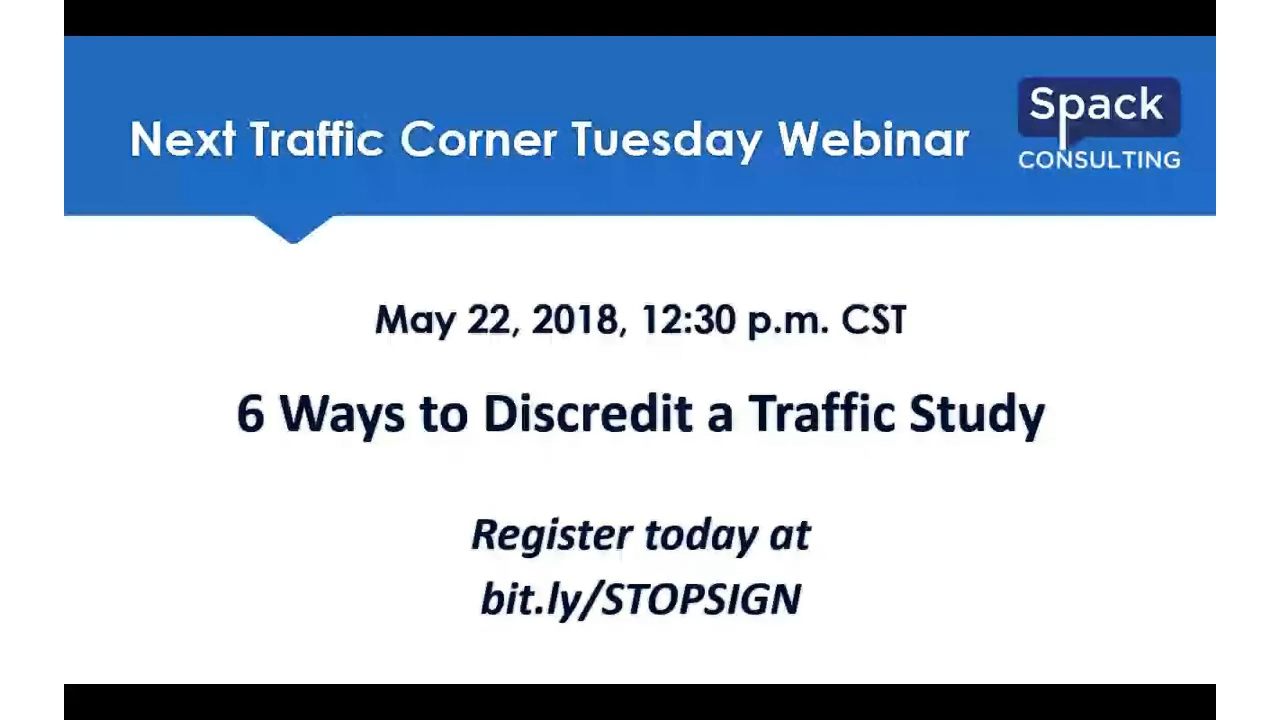 Next Traffic Corner Tuesday Webinar
Spack
CONSULTING
May 22, 2018, 12:30 p.m. CST
6 Ways to Discredit a Traffic Study
Register today at
bit.ly/STOPSIGN